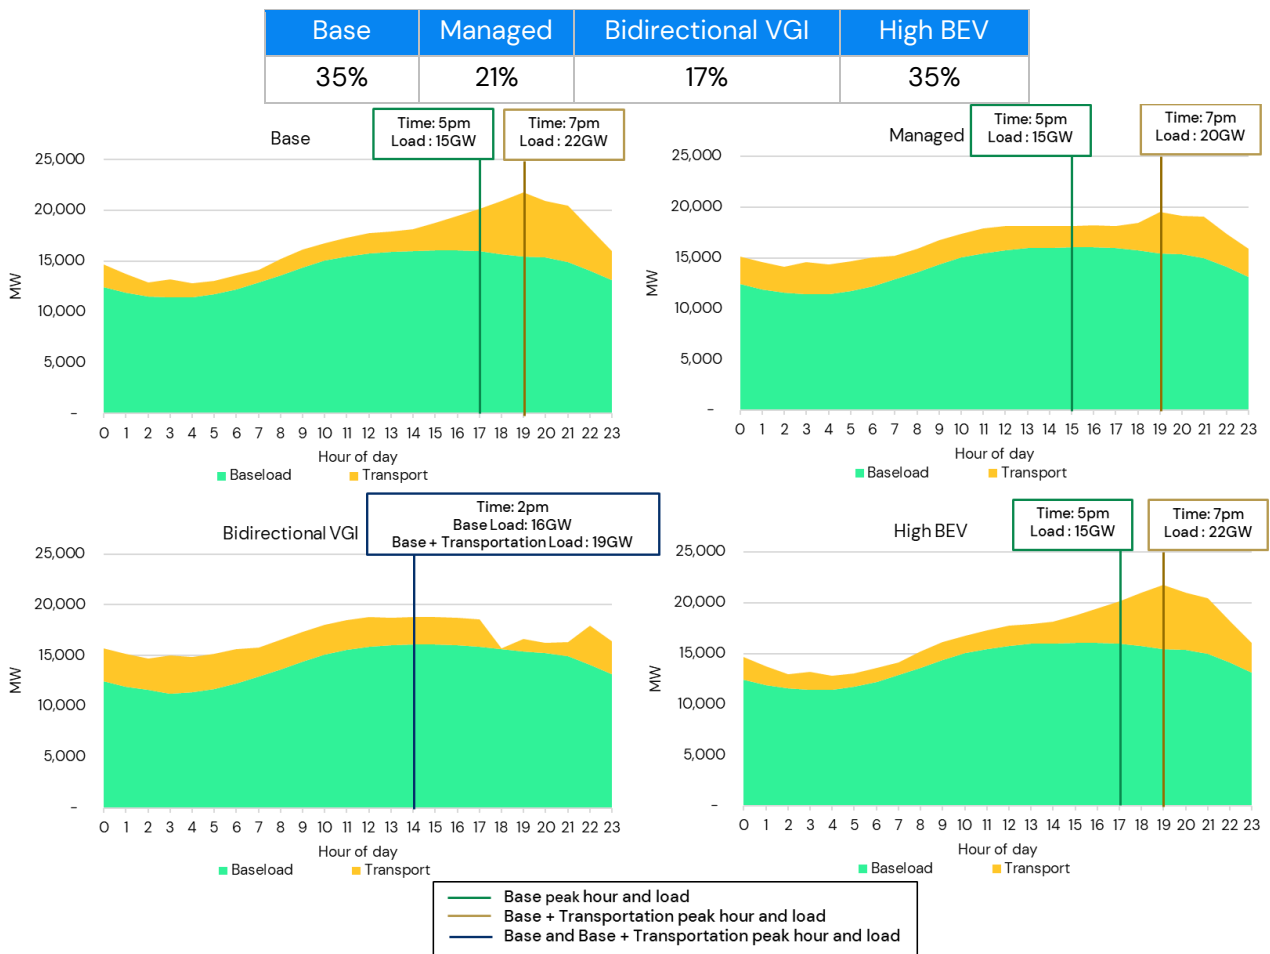 Base Managed Bidirectional VGI High BEV
35% 21% 17% 35%
Base
Time: 5pm
Load : 15GW
Time: 7pm
Load : 22GW
25,000
20,000
15,000
10,000
5,000
-
MW
0 1 2 3 4 5 6 7 8 9 10 11 12 13 14 15 16 17 18 19 20 21 22 23
Hour of day
Baseload Transport
Managed
Time: 5pm
Load : 15GW
Time: 7pm
Load : 20GW
25,000
20,000
15,000
10,000
5,000
-
MW
0 1 2 3 4 5 6 7 8 9 10 11 12 13 14 15 16 17 18 19 20 21 22 23
Hour of day
Baseload Transport
Bidirectional VGI
Time: 2pm
Base Load: 16GW
Base + Transportation Load : 19GW
25,000
20,000
15,000
10,000
5,000
-
MW
0 1 2 3 4 5 6 7 8 9 10 11 12 13 14 15 16 17 18 19 20 21 22 23
Hour of day
Baseload Transport
High BEV
Time: 5pm
Load : 15GW
Time: 7pm
Load : 22GW
25,000
20,000
15,000
10,000
5,000
-
MW
0 1 2 3 4 5 6 7 8 9 10 11 12 13 14 15 16 17 18 19 20 21 22 23
Hour of day
Baseload Transport
Base peak hour and load
Base + Transportation peak hour and load
Base and Base + Transportation peak hour and load